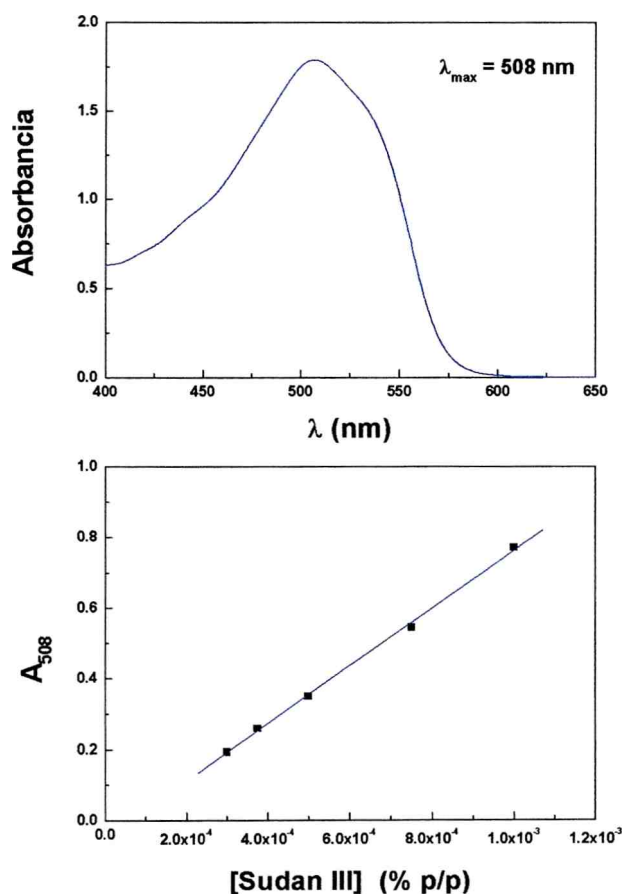 λmax = 508 nm
Absorbancia
2.0
1.5
1.0
0.5
0.0
400 450 500 550 600 650
λ (nm)
A508
1.0
0.8
0.6
0.4
0.2
0.0
0.0 2.0x10⁻⁴ 4.0x10⁻⁴ 6.0x10⁻⁴ 8.0x10⁻⁴ 1.0x10⁻³ 1.2x10⁻³
[Sudan III] (% p/p)